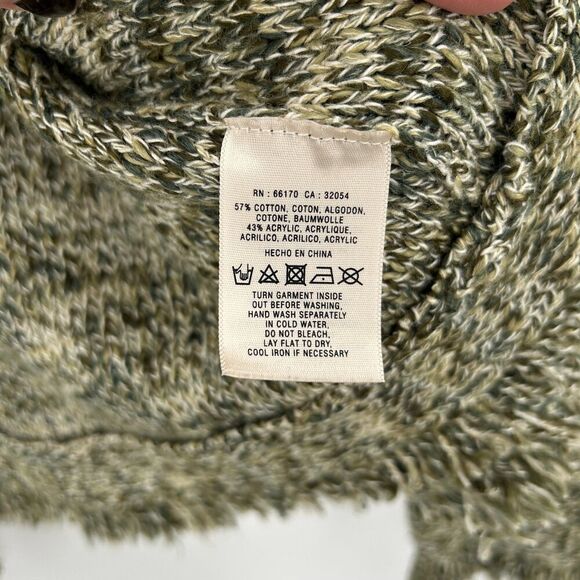 RN : 66170 CA : 32054
57% COTTON, COTON, ALGODON,
COTONE, BAUMWOLLE
43% ACRYLIC, ACRYLIQUE,
ACRILICO, ACRILICO, ACRYLIC
HECHO EN CHINA
TURN GARMENT INSIDE
OUT BEFORE WASHING,
HAND WASH SEPARATELY
IN COLD WATER,
DO NOT BLEACH,
LAY FLAT TO DRY,
COOL IRON IF NECESSARY